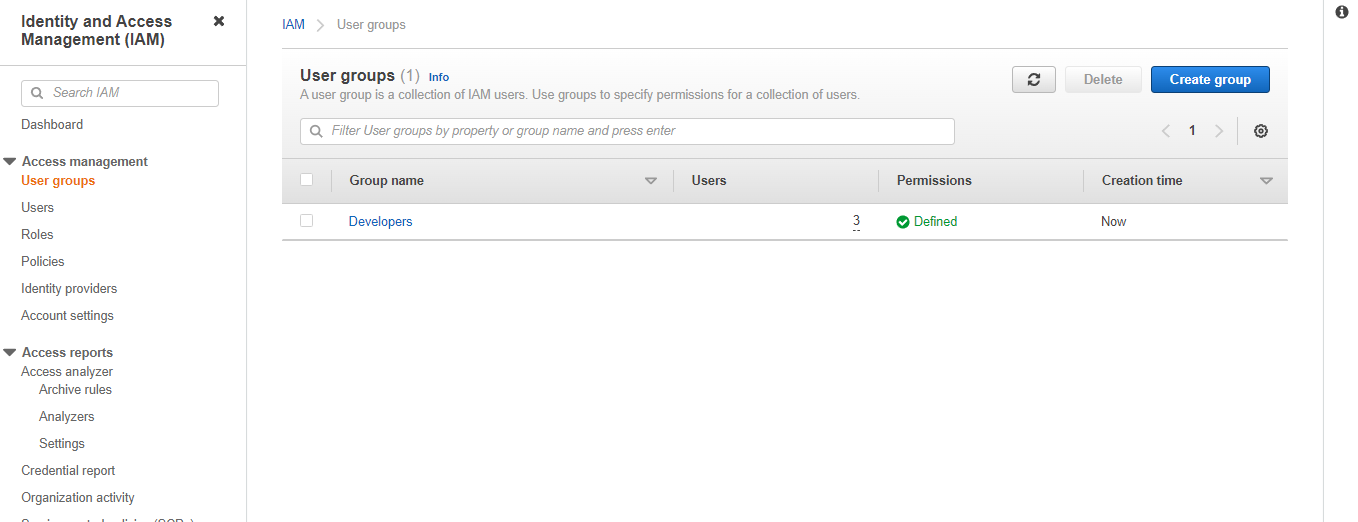 Identity and Access
Management (IAM)
Search IAM
Dashboard
Access management
User groups
Users
Roles
Policies
Identity providers
Account settings
Access reports
Access analyzer
Archive rules
Analyzers
Settings
Credential report
Organization activity
IAM
User groups
User groups (1) Info
A user group is a collection of IAM users. Use groups to specify permissions for a collection of users.
Delete
Create group
Filter User groups by property or group name and press enter
1
Group name Users Permissions Creation time
Developers 3 Defined Now